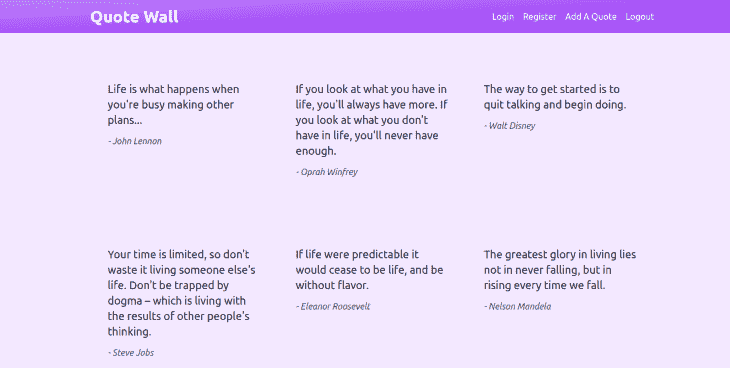 Quote Wall
Login Register Add A Quote Logout
Life is what happens when
you're busy making other
plans...
- John Lennon
If you look at what you have in
life, you'll always have more. If
you look at what you don't
have in life, you'll never have
enough.
- Oprah Winfrey
The way to get started is to
quit talking and begin doing.
- Walt Disney
Your time is limited, so don't
waste it living someone else's
life. Don't be trapped by
dogma – which is living with
the results of other people's
thinking.
- Steve Jobs
If life were predictable it
would cease to be life, and be
without flavor.
- Eleanor Roosevelt
The greatest glory in living lies
not in never falling, but in
rising every time we fall.
- Nelson Mandela